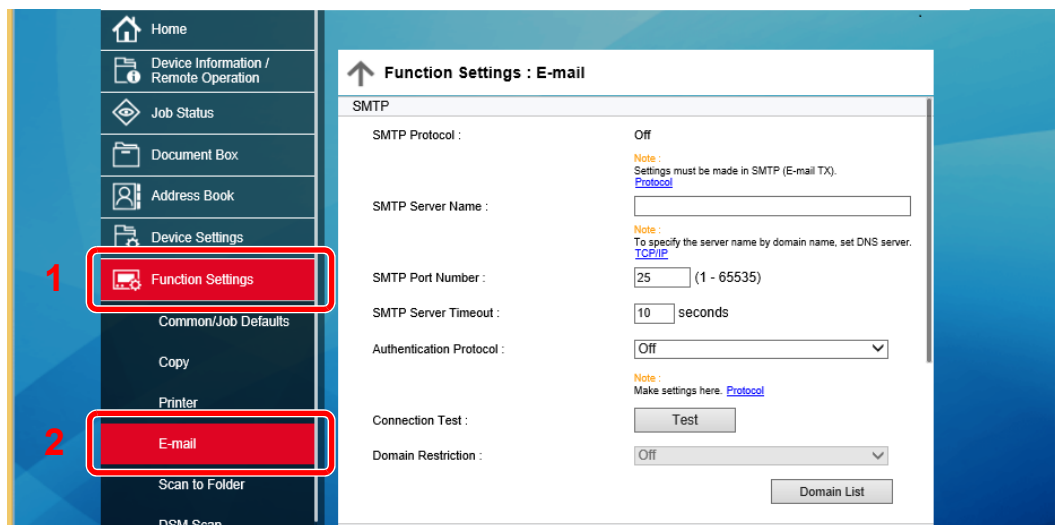 Home
Device Information /
Remote Operation
Job Status
Document Box
Address Book
Device Settings
1
Function Settings
Common/Job Defaults
Copy
Printer
2
E-mail
Scan to Folder
DSM Scan
Function Settings : E-mail
SMTP
SMTP Protocol :
Off
Note :
Settings must be made in SMTP (E-mail TX).
Protocol
SMTP Server Name :
Note :
To specify the server name by domain name, set DNS server.
TCP/IP
SMTP Port Number :
25 (1 - 65535)
SMTP Server Timeout :
10 seconds
Authentication Protocol :
Off
Note :
Make settings here. Protocol
Connection Test :
Test
Domain Restriction :
Off
Domain List